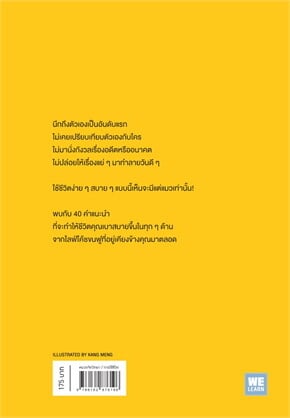 นึกถึงตัวเองเป็นอันดับแรก
ไม่เคยเปรียบเทียบตัวเองกับใคร
ไม่มานั่งกังวลเรื่องอดีตหรืออนาคต
ไม่ปล่อยให้เรื่องแย่ ๆ มาทำลายวันดี ๆ
ใช้ชีวิตง่าย ๆ สบาย ๆ แบบนี้เห็นจะมีแต่แมวเท่านั้น!
พบกับ 40 คำแนะนำ
ที่จะทำให้ชีวิตคุณเบาสบายขึ้นในทุก ๆ ด้าน
จากไลฟ์โค้ชขนฟูที่อยู่เคียงข้างคุณมาตลอด
ILLUSTRATED BY KANG MENG
175 บาท
WE
LEARN